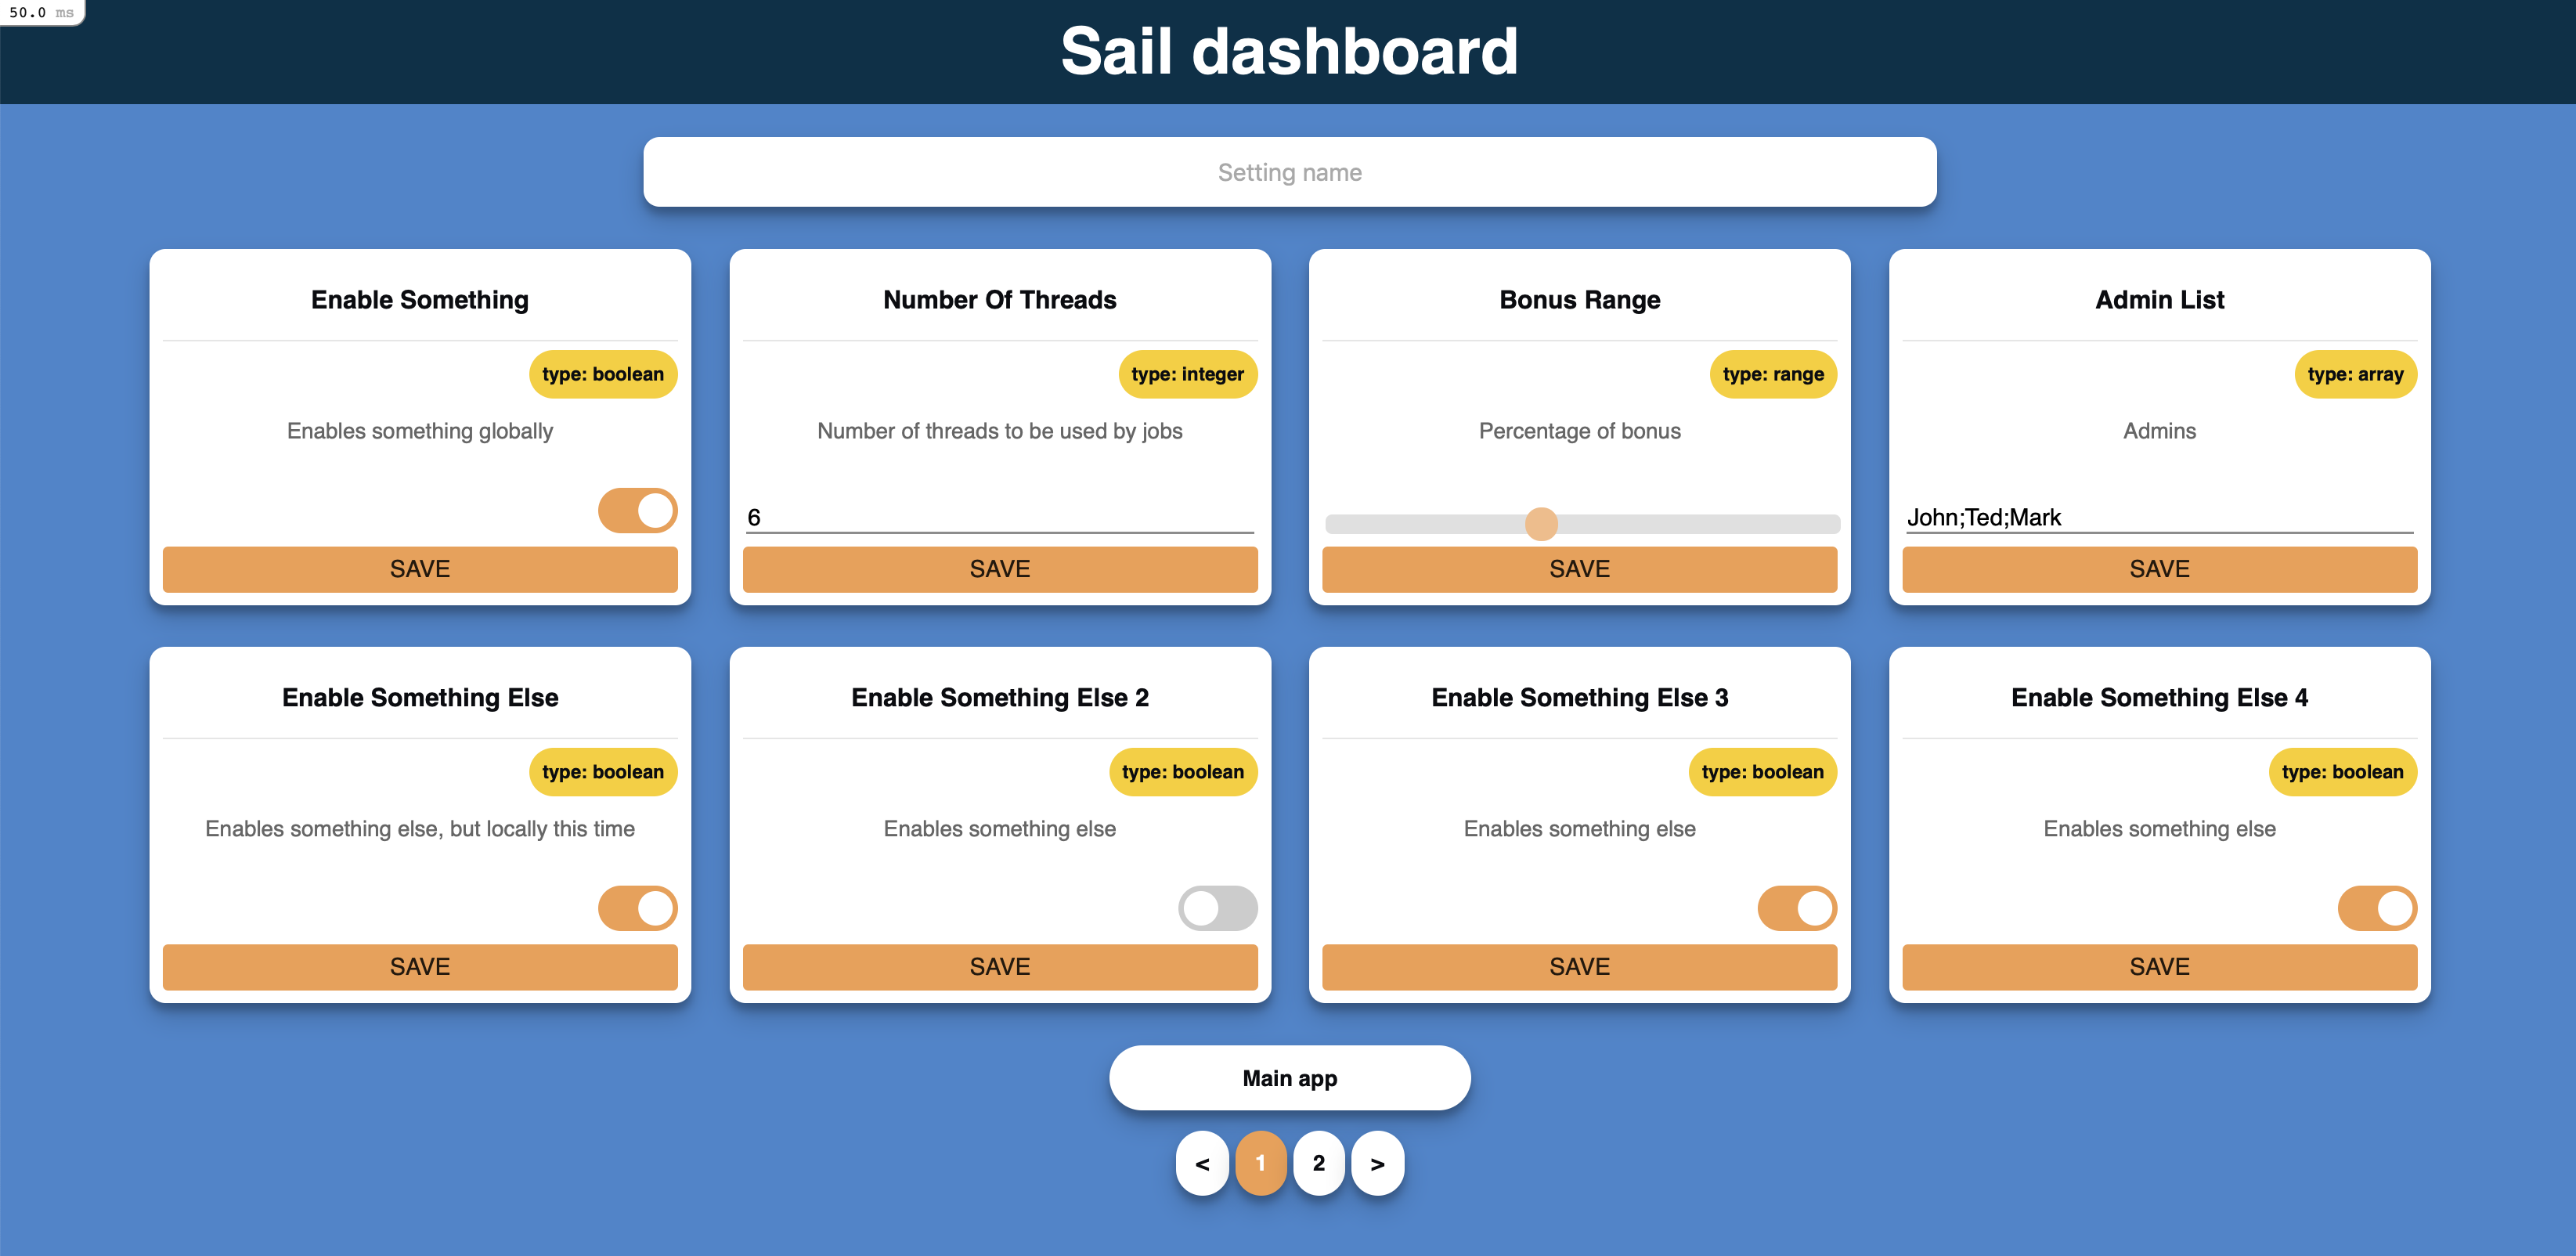 50.0 ms
Sail dashboard
Setting name
Enable Something
type: boolean
Enables something globally
SAVE
Number Of Threads
type: integer
Number of threads to be used by jobs
6
SAVE
Bonus Range
type: range
Percentage of bonus
SAVE
Admin List
type: array
Admins
John;Ted;Mark
SAVE
Enable Something Else
type: boolean
Enables something else, but locally this time
SAVE
Enable Something Else 2
type: boolean
Enables something else
SAVE
Enable Something Else 3
type: boolean
Enables something else
SAVE
Enable Something Else 4
type: boolean
Enables something else
SAVE
Main app
< 1 2 >